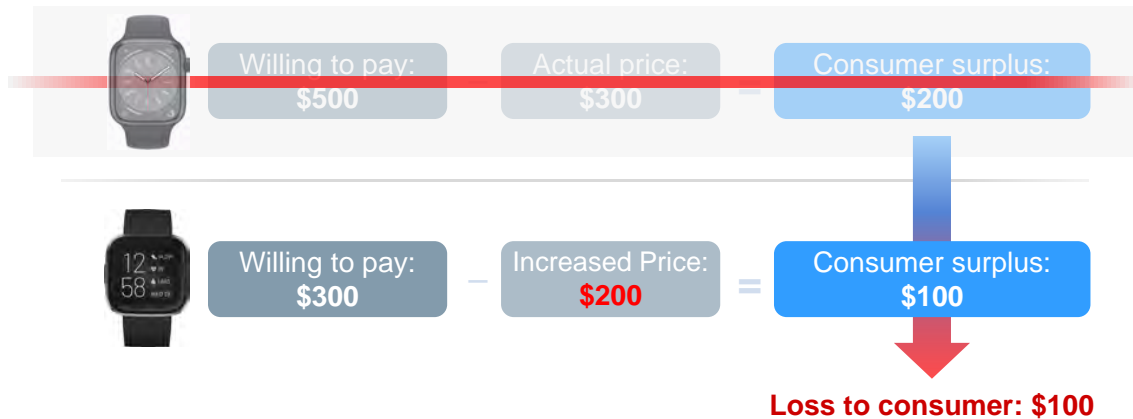 Willing to pay:
$500
–
Actual price:
$300
=
Consumer surplus:
$200
12
58
Willing to pay:
$300
–
Increased Price:
$200
=
Consumer surplus:
$100
Loss to consumer: $100